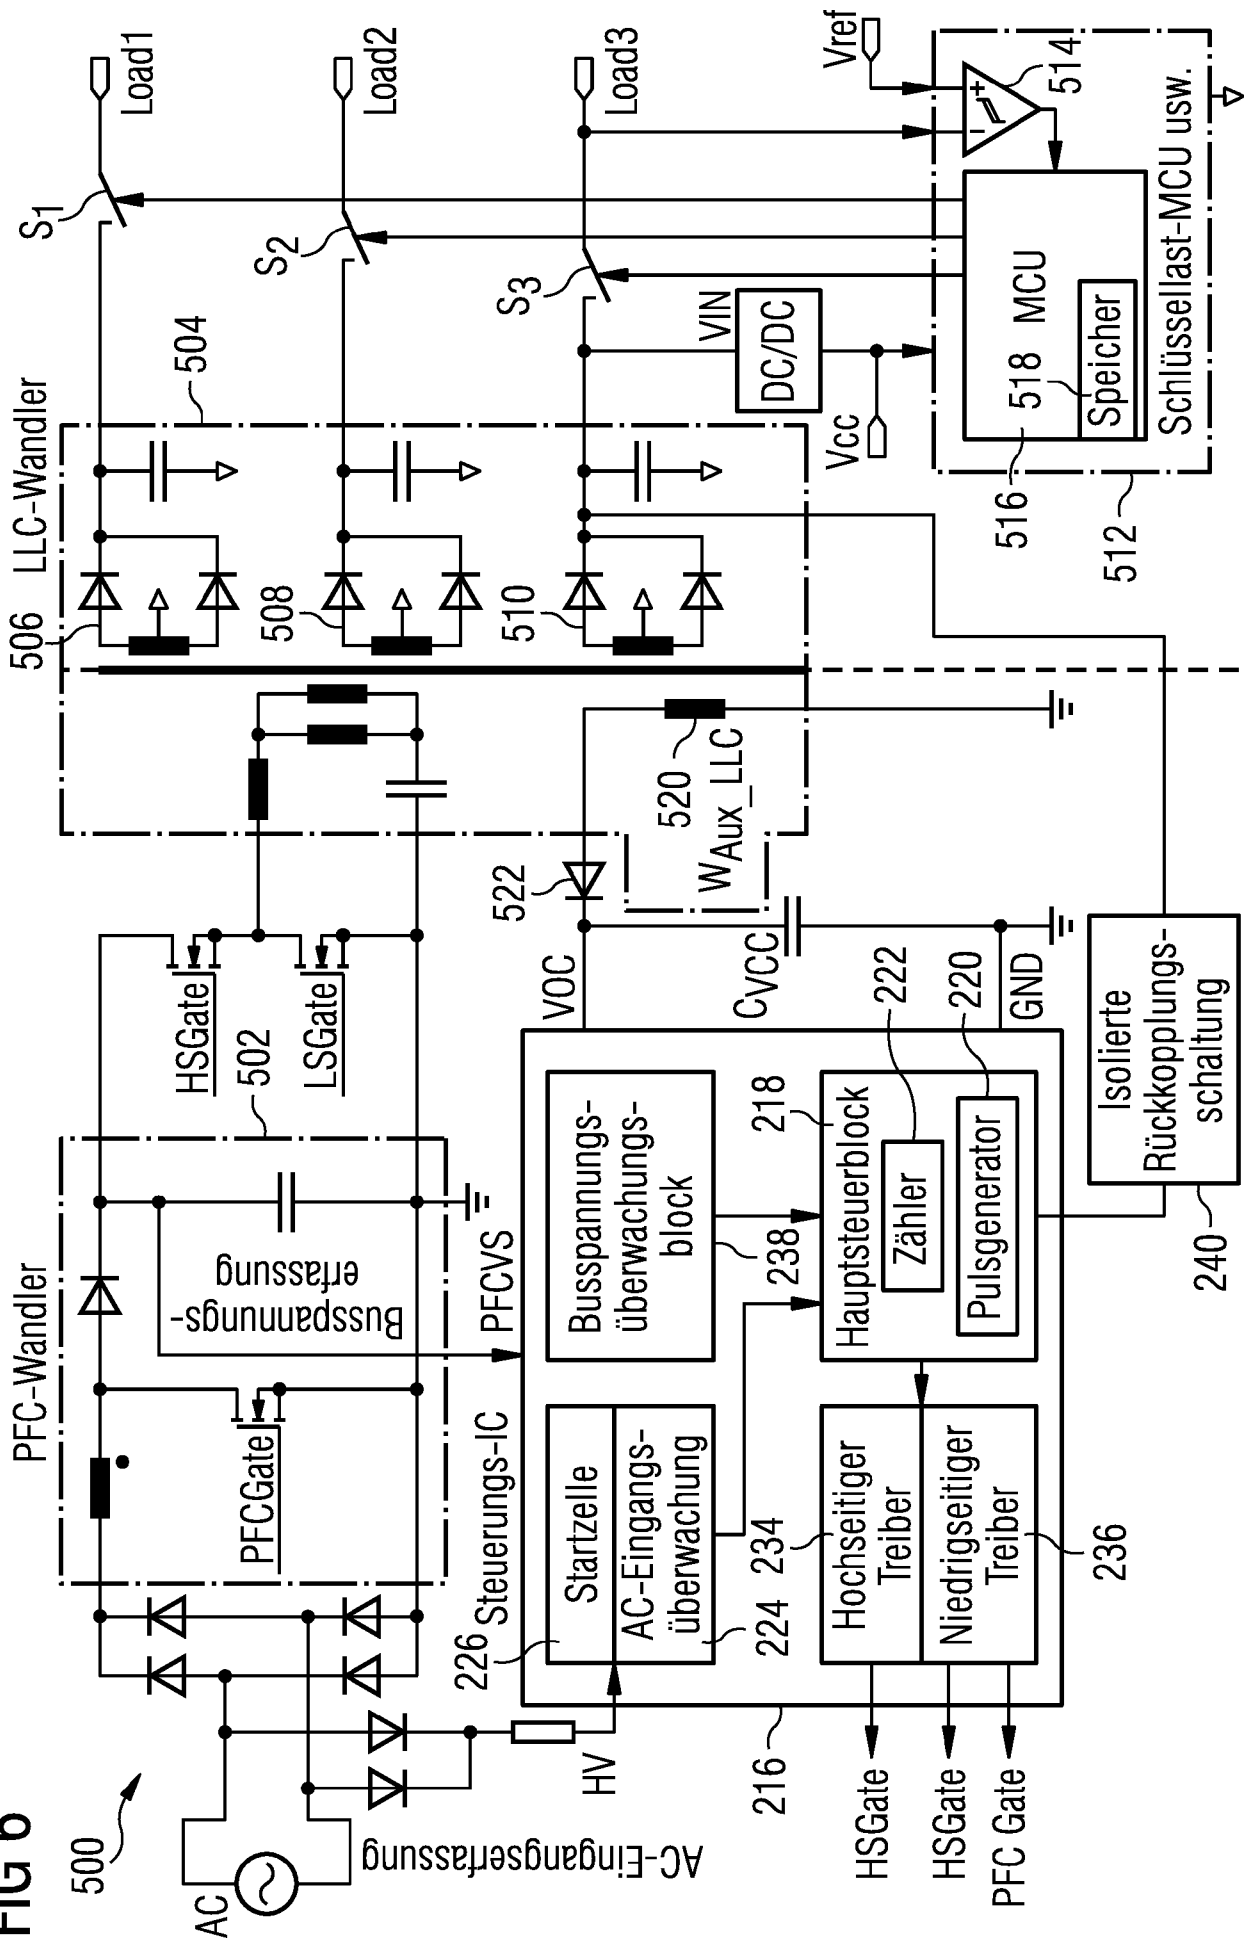 FIG 6
500
AC
AC-Eingangserfassung
HV
PFC-Wandler
PFCGate
Busspannungs-
erfassung
502
HSGate
LSGate
LLC-Wandler
504
506
508
510
S1
S2
S3
Load1
Load2
Load3
VIN
DC/DC
Vcc
Vref
514
MCU
516
518
Speicher
512
Schlüssellast-MCU usw.
520
WAux_LLC
522
VOC
CVCC
GND
PFCVS
Steuerungs-IC
226
Startzelle
AC-Eingangs-
überwachung
224
Busspannungs-
überwachungs-
block
238
218
Hauptsteuerblock
222
Zähler
220
Pulsgenerator
234
Hochseitiger
Treiber
Niedrigseitiger
Treiber
236
216
HSGate
HSGate
PFC Gate
Isolierte
Rückkopplungs-
schaltung
240